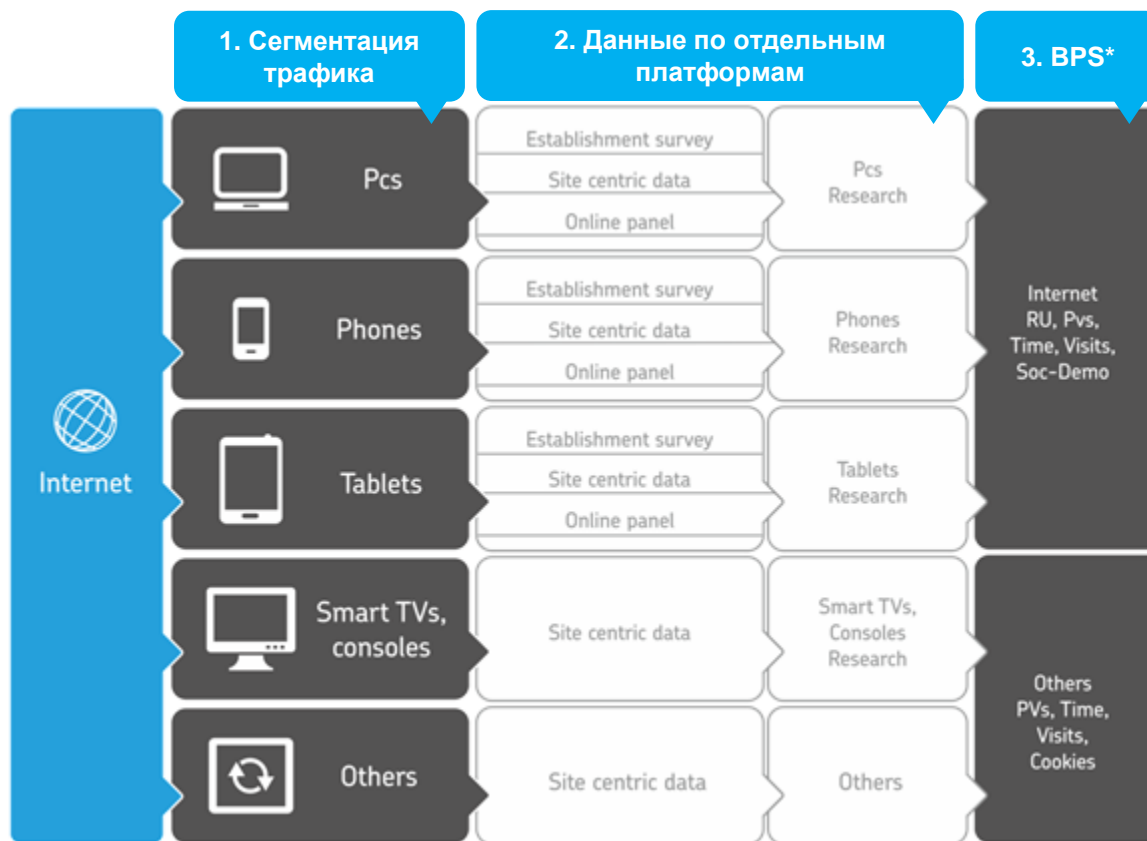 1. Сегментация
трафика
2. Данные по отдельным
платформам
3. BPS*
Internet
Pcs
Establishment survey
Site centric data
Online panel
Pcs
Research
Phones
Establishment survey
Site centric data
Online panel
Phones
Research
Internet
RU, Pvs,
Time, Visits,
Soc-Demo
Tablets
Establishment survey
Site centric data
Online panel
Tablets
Research
Smart TVs,
consoles
Site centric data
Smart TVs,
Consoles
Research
Others
PVs, Time,
Visits,
Cookies
Others
Site centric data
Others